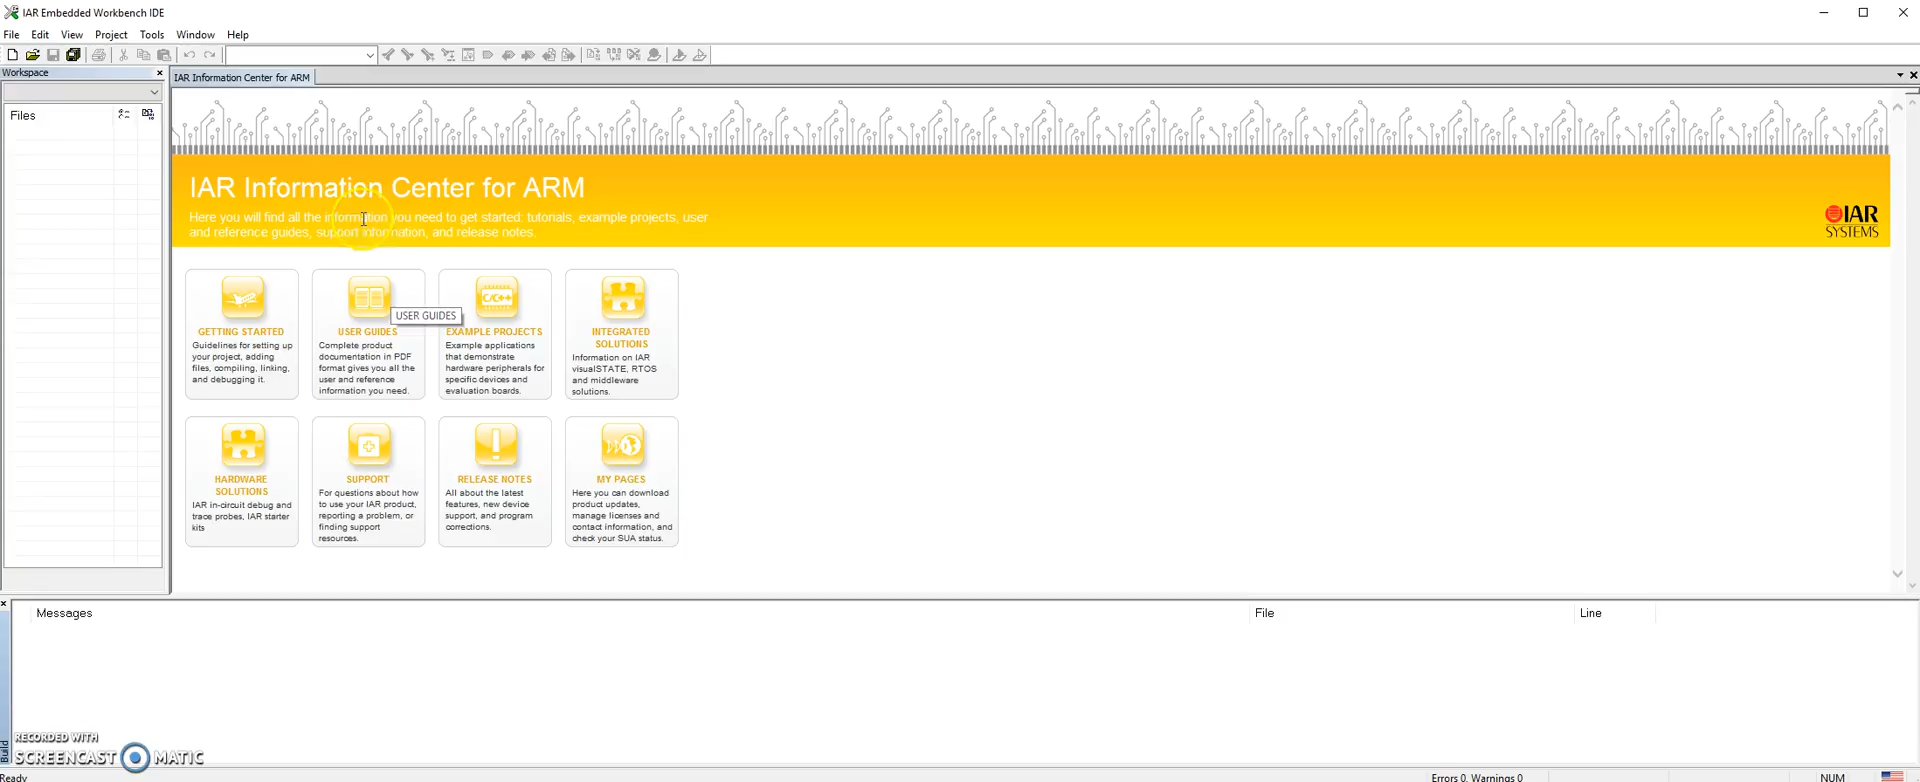 IAR Embedded Workbench IDE
File Edit View Project Tools Window Help
Workspace
IAR Information Center for ARM
Files
IAR Information Center for ARM
Here you will find all the information you need to get started: tutorials, example projects, user
and reference guides, support information, and release notes.
IAR
SYSTEMS
GETTING STARTED
Guidelines for setting up
your project, adding
files, compiling, linking,
and debugging it.
USER GUIDES
Complete product
documentation in PDF
format gives you all the
user and reference
information you need.
USER GUIDES
C/C++
EXAMPLE PROJECTS
Example applications
that demonstrate
hardware peripherals for
specific devices and
evaluation boards.
INTEGRATED
SOLUTIONS
Information on IAR
visualSTATE, RTOS
and middleware
solutions.
HARDWARE
SOLUTIONS
IAR in-circuit debug and
trace probes, IAR starter
kits
SUPPORT
For questions about how
to use your IAR product,
reporting a problem, or
finding support
resources.
RELEASE NOTES
All about the latest
features, new device
support, and program
corrections.
MY PAGES
Here you can download
product updates,
manage licenses and
contact information, and
check your SUA status.
Messages File Line
Build
RECORDED WITH
SCREENCAST MATIC
Ready Errors 0, Warnings 0 NUM